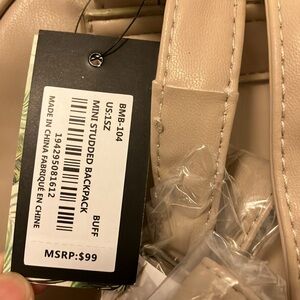 BMB-104
US:1SZ
BUFF
MINI STUDDED BACKPACK
194295081612
MADE IN CHINA FABRIQUÉ EN CHINE
MSRP:$99